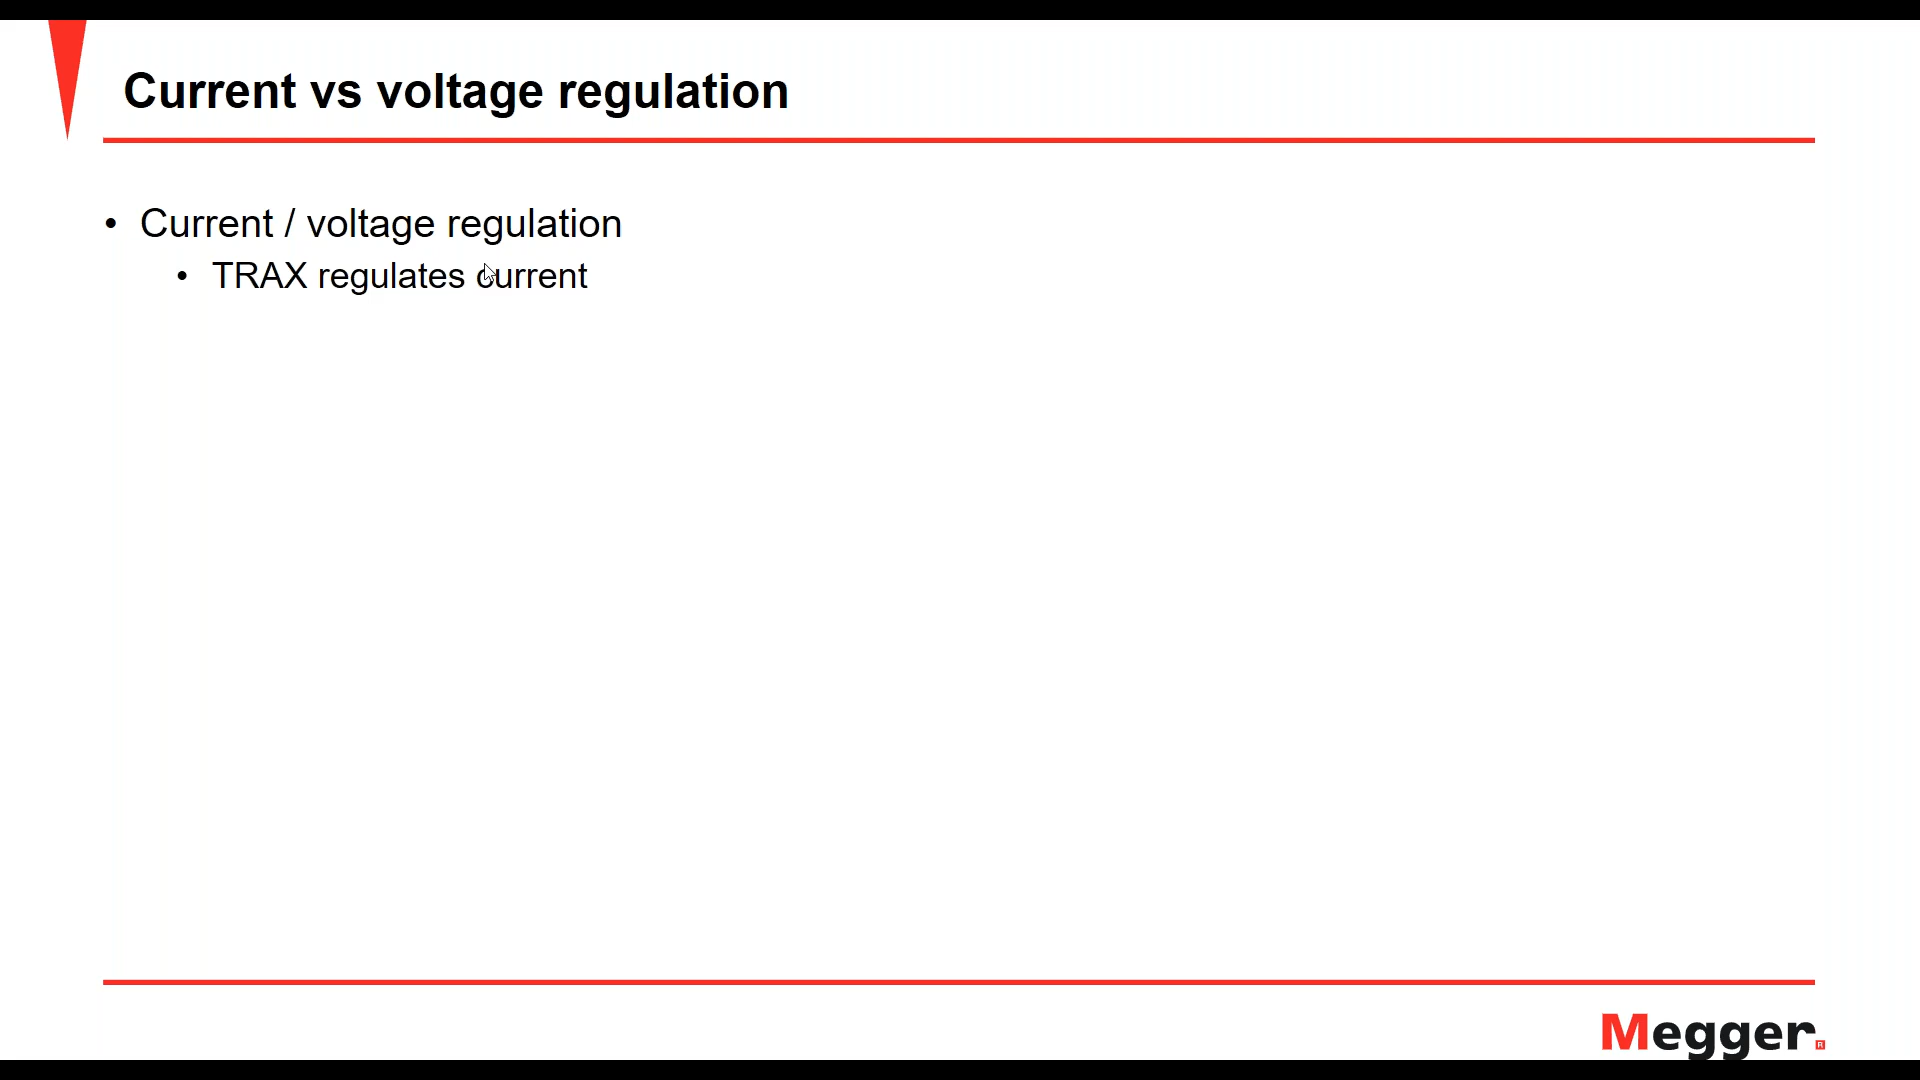 Current vs voltage regulation
• Current / voltage regulation
• TRAX regulates current
Megger.